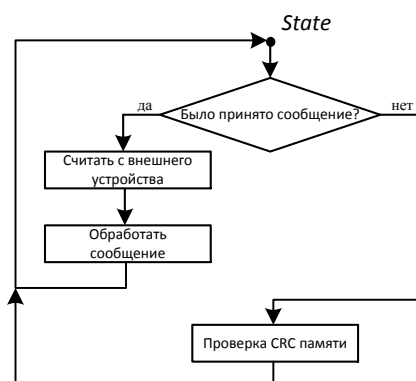 State
да
Было принято сообщение?
нет
Считать с внешнего
устройства
Обработать
сообщение
Проверка CRC памяти